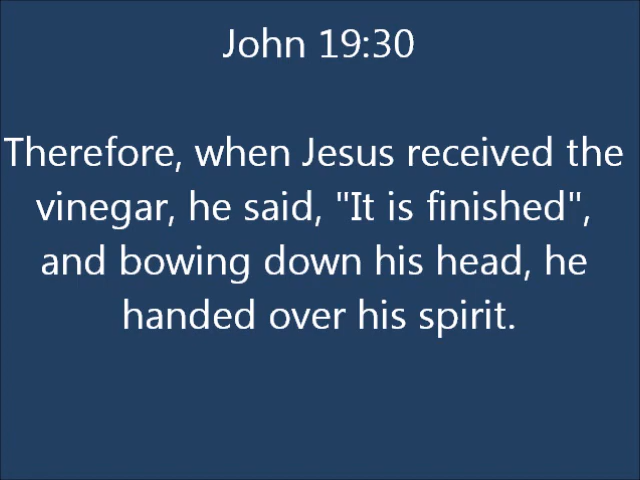 John 19:30
Therefore, when Jesus received the
vinegar, he said, "It is finished",
and bowing down his head, he
handed over his spirit.